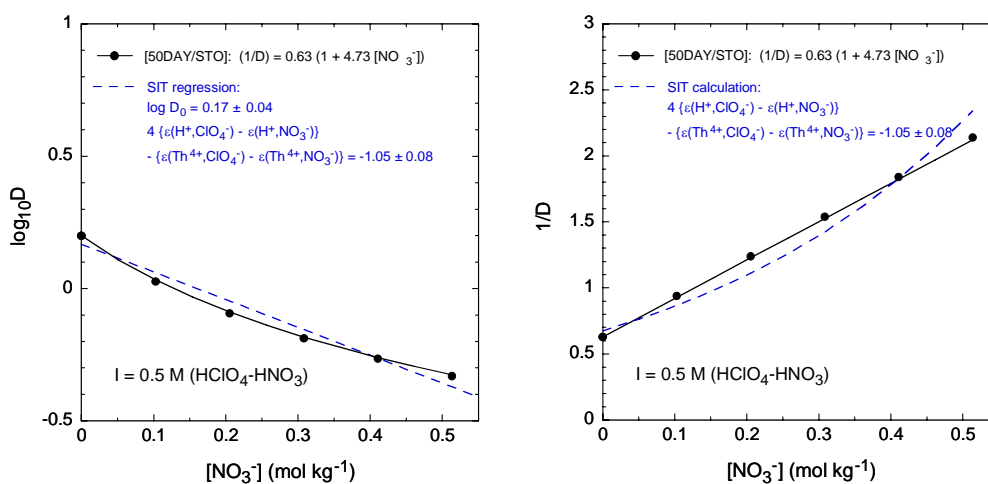 1
0.5
0
-0.5
log₁₀D
[50DAY/STO]: (1/D) = 0.63 (1 + 4.73 [NO ₃⁻])
SIT regression:
log D₀ = 0.17 ± 0.04
4 {ε(H⁺,ClO₄⁻) - ε(H⁺,NO₃⁻)}
- {ε(Th⁴⁺,ClO₄⁻) - ε(Th⁴⁺,NO₃⁻)} = -1.05 ± 0.08
I = 0.5 M (HClO₄-HNO₃)
0 0.1 0.2 0.3 0.4 0.5
[NO₃⁻] (mol kg⁻¹)
3
2.5
2
1.5
1
0.5
0
1/D
[50DAY/STO]: (1/D) = 0.63 (1 + 4.73 [NO ₃⁻])
SIT calculation:
4 {ε(H⁺,ClO₄⁻) - ε(H⁺,NO₃⁻)}
- {ε(Th⁴⁺,ClO₄⁻) - ε(Th⁴⁺,NO₃⁻)} = -1.05 ± 0.08
I = 0.5 M (HClO₄-HNO₃)
0 0.1 0.2 0.3 0.4 0.5
[NO₃⁻] (mol kg⁻¹)